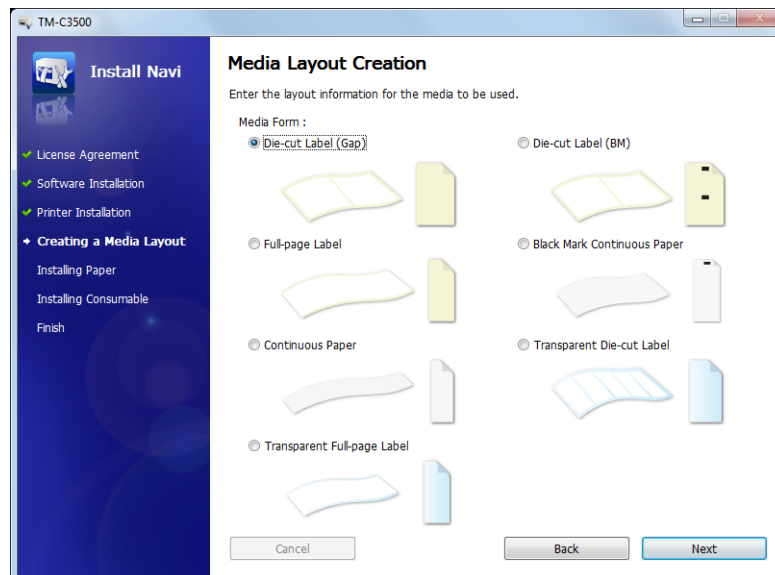 TM-C3500
Install Navi
License Agreement
Software Installation
Printer Installation
Creating a Media Layout
Installing Paper
Installing Consumable
Finish
Media Layout Creation
Enter the layout information for the media to be used.
Media Form :
Die-cut Label (Gap)
Die-cut Label (BM)
Full-page Label
Black Mark Continuous Paper
Continuous Paper
Transparent Die-cut Label
Transparent Full-page Label
Cancel
Back
Next